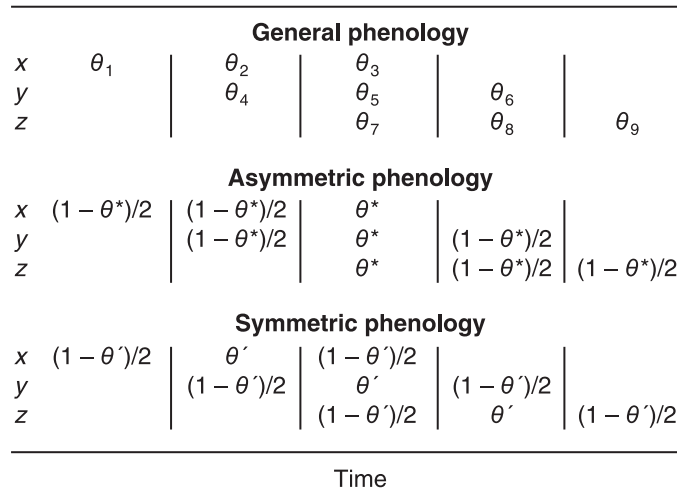 General phenology
x θ₁ θ₂ θ₃
y θ₄ θ₅ θ₆
z θ₇ θ₈ θ₉
Asymmetric phenology
x (1 − θ*)/2 (1 − θ*)/2 θ*
y (1 − θ*)/2 θ* (1 − θ*)/2
z θ* (1 − θ*)/2 (1 − θ*)/2
Symmetric phenology
x (1 − θ´)/2 θ´ (1 − θ´)/2
y (1 − θ´)/2 θ´ (1 − θ´)/2
z (1 − θ´)/2 θ´ (1 − θ´)/2
Time